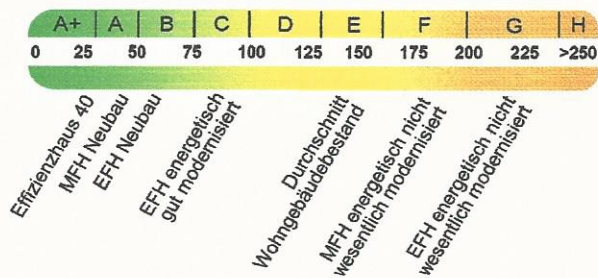 A+ A B C D E F G H
0 25 50 75 100 125 150 175 200 225 >250
Effizienzhaus 40
MFH Neubau
EFH Neubau
EFH energetisch
gut modernisiert
Durchschnitt
Wohngebäudebestand
MFH energetisch nicht
wesentlich modernisiert
EFH energetisch nicht
wesentlich modernisiert